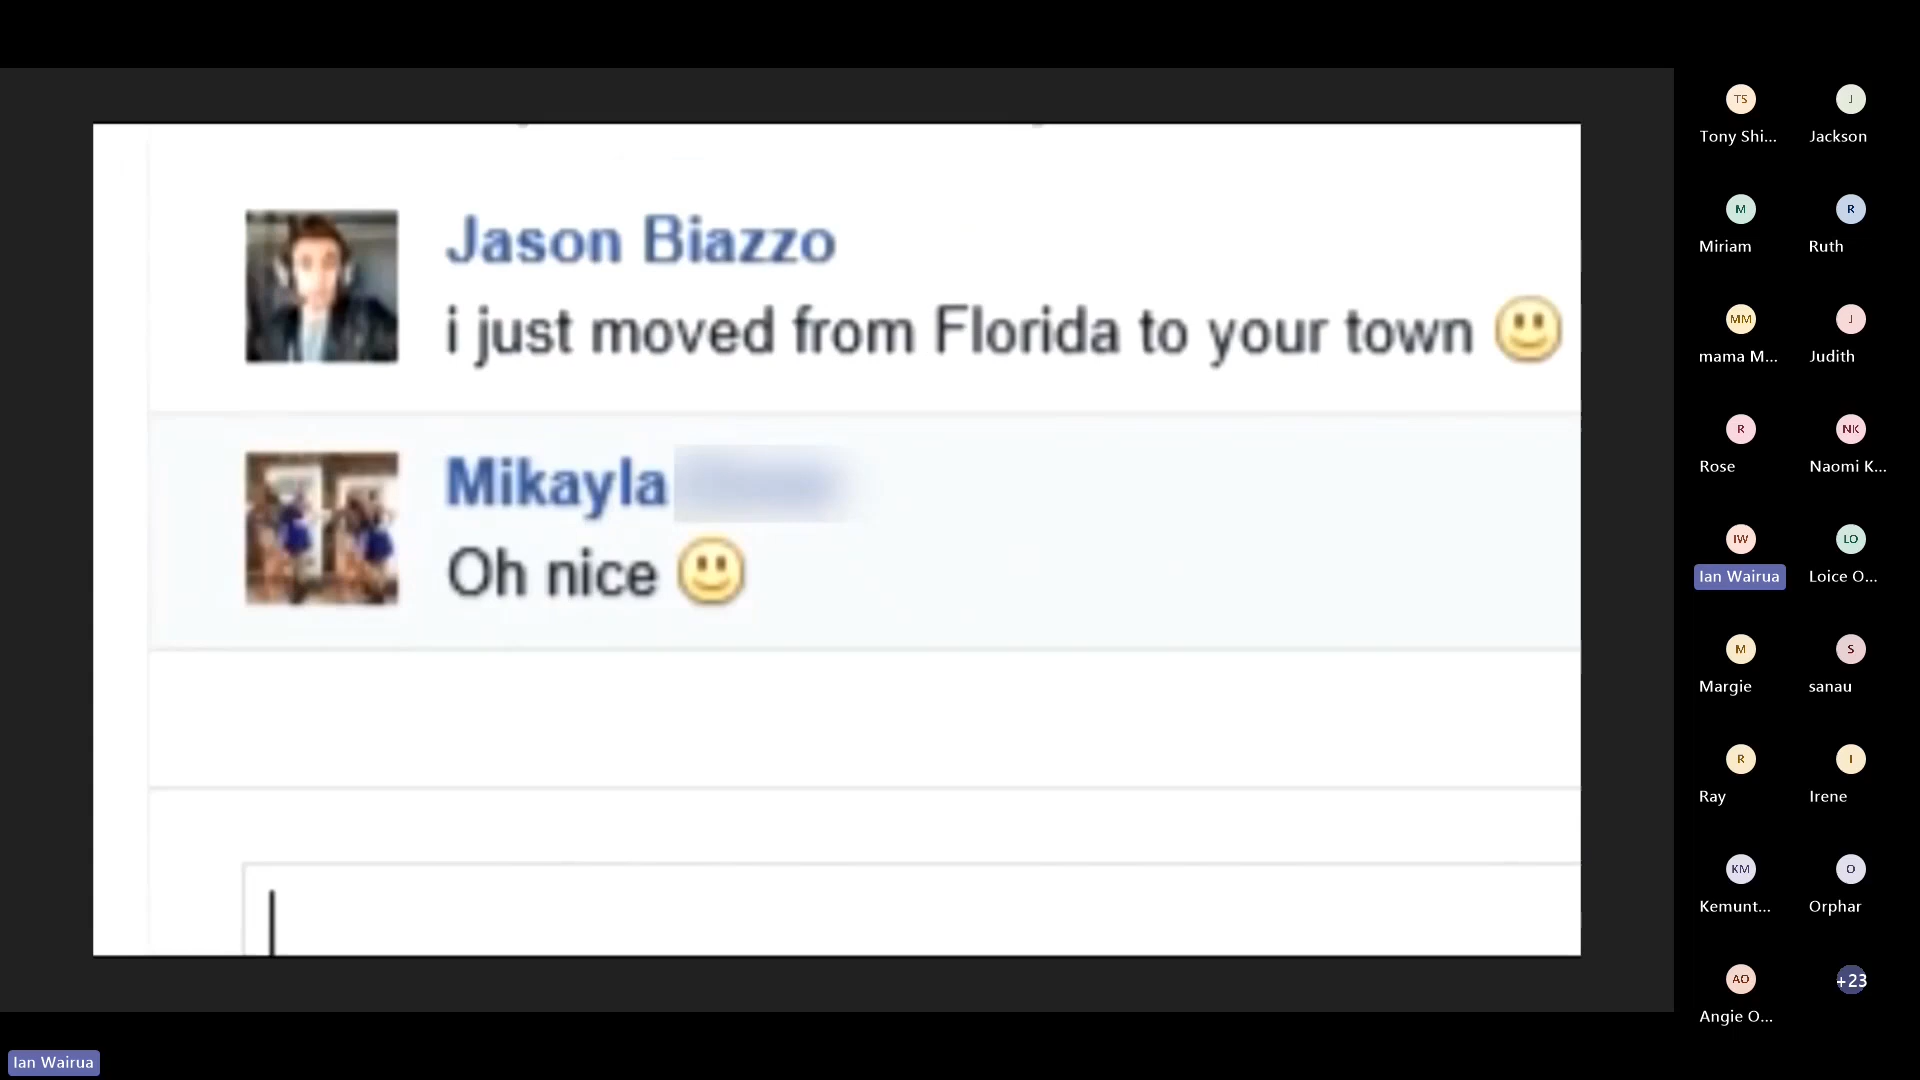 Jason Biazzo
i just moved from Florida to your town
Mikayla
Oh nice
TS
Tony Shi...
J
Jackson
M
Miriam
R
Ruth
MM
mama M...
J
Judith
R
Rose
NK
Naomi K...
IW
Ian Wairua
LO
Loice O...
M
Margie
S
sanau
R
Ray
I
Irene
KM
Kemunt...
O
Orphar
AO
Angie O...
+23
Ian Wairua